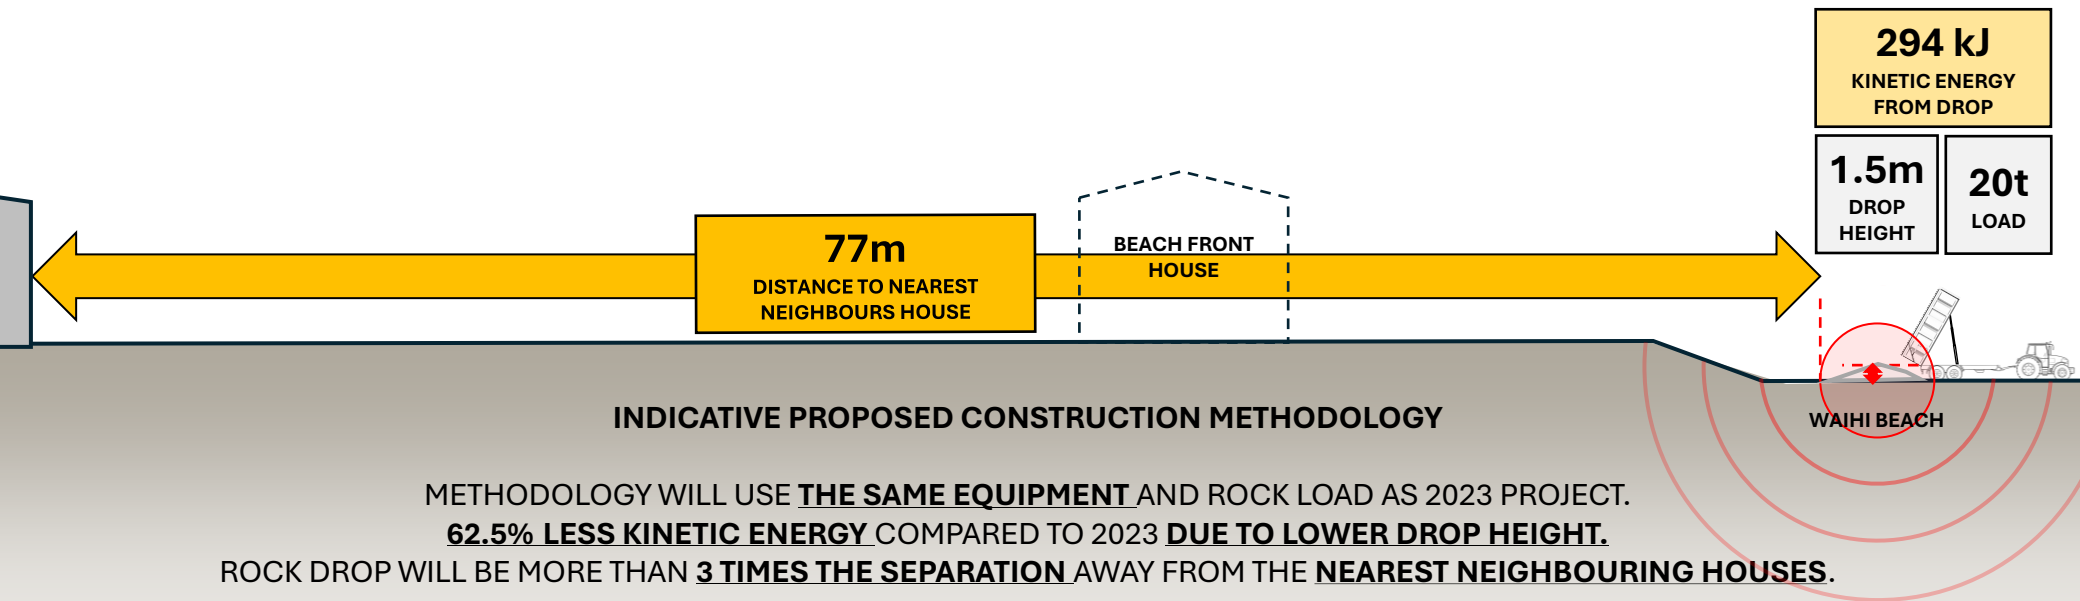 294 kJ
KINETIC ENERGY
FROM DROP
1.5m
DROP
HEIGHT
20t
LOAD
77m
DISTANCE TO NEAREST
NEIGHBOURS HOUSE
BEACH FRONT
HOUSE
WAIHI BEACH
INDICATIVE PROPOSED CONSTRUCTION METHODOLOGY
METHODOLOGY WILL USE THE SAME EQUIPMENT AND ROCK LOAD AS 2023 PROJECT.
62.5% LESS KINETIC ENERGY COMPARED TO 2023 DUE TO LOWER DROP HEIGHT.
ROCK DROP WILL BE MORE THAN 3 TIMES THE SEPARATION AWAY FROM THE NEAREST NEIGHBOURING HOUSES.